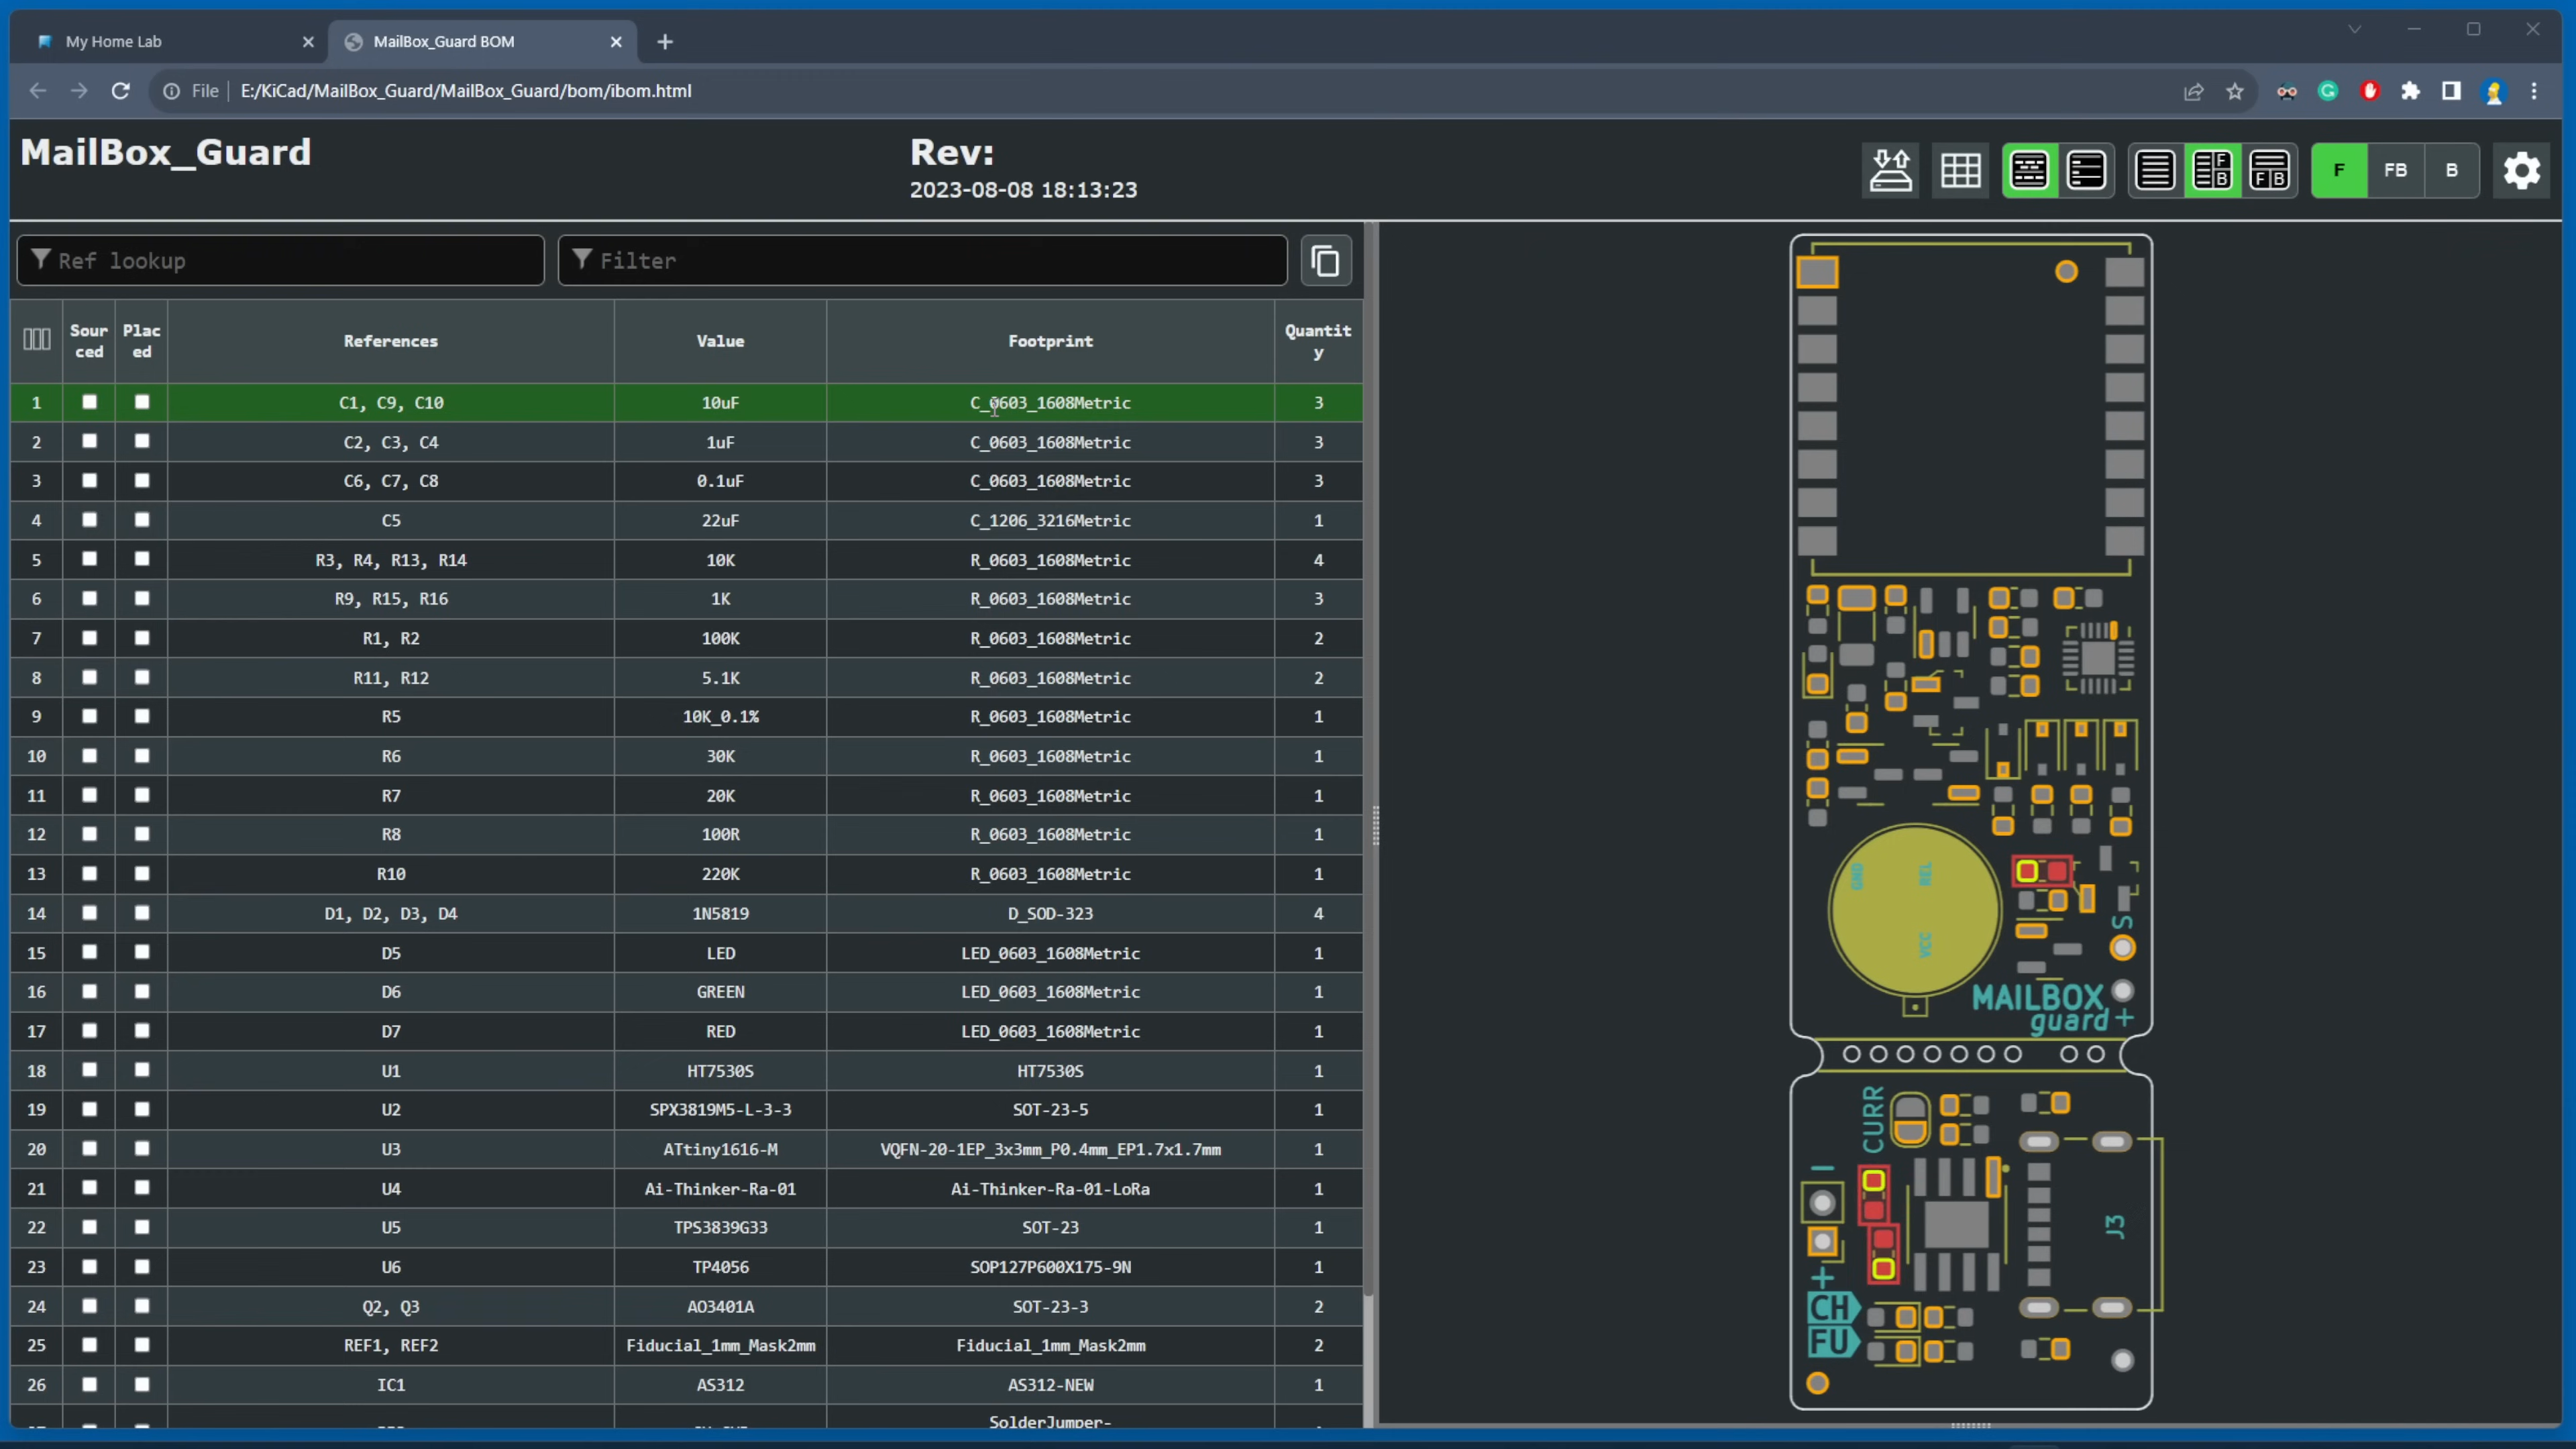 My Home Lab
MailBox_Guard BOM
File
E:/KiCad/MailBox_Guard/MailBox_Guard/bom/ibom.html
MailBox_Guard
Rev:
2023-08-08 18:13:23
F
B
F B
F
FB
B
Ref lookup
Filter
Sour
ced
Plac
ed
References
Value
Footprint
Quantit
y
1 C1, C9, C10 10uF C_0603_1608Metric 3
2 C2, C3, C4 1uF C_0603_1608Metric 3
3 C6, C7, C8 0.1uF C_0603_1608Metric 3
4 C5 22uF C_1206_3216Metric 1
5 R3, R4, R13, R14 10K R_0603_1608Metric 4
6 R9, R15, R16 1K R_0603_1608Metric 3
7 R1, R2 100K R_0603_1608Metric 2
8 R11, R12 5.1K R_0603_1608Metric 2
9 R5 10K_0.1% R_0603_1608Metric 1
10 R6 30K R_0603_1608Metric 1
11 R7 20K R_0603_1608Metric 1
12 R8 100R R_0603_1608Metric 1
13 R10 220K R_0603_1608Metric 1
14 D1, D2, D3, D4 1N5819 D_SOD-323 4
15 D5 LED LED_0603_1608Metric 1
16 D6 GREEN LED_0603_1608Metric 1
17 D7 RED LED_0603_1608Metric 1
18 U1 HT7530S HT7530S 1
19 U2 SPX3819M5-L-3-3 SOT-23-5 1
20 U3 ATtiny1616-M VQFN-20-1EP_3x3mm_P0.4mm_EP1.7x1.7mm 1
21 U4 Ai-Thinker-Ra-01 Ai-Thinker-Ra-01-LoRa 1
22 U5 TPS3839G33 SOT-23 1
23 U6 TP4056 SOP127P600X175-9N 1
24 Q2, Q3 AO3401A SOT-23-3 2
25 REF1, REF2 Fiducial_1mm_Mask2mm Fiducial_1mm_Mask2mm 2
26 IC1 AS312 AS312-NEW 1
SolderJumper-
GND
REL
VCC
S
MAILBOX
guard +
CURR
−
+
J3
CH
FU